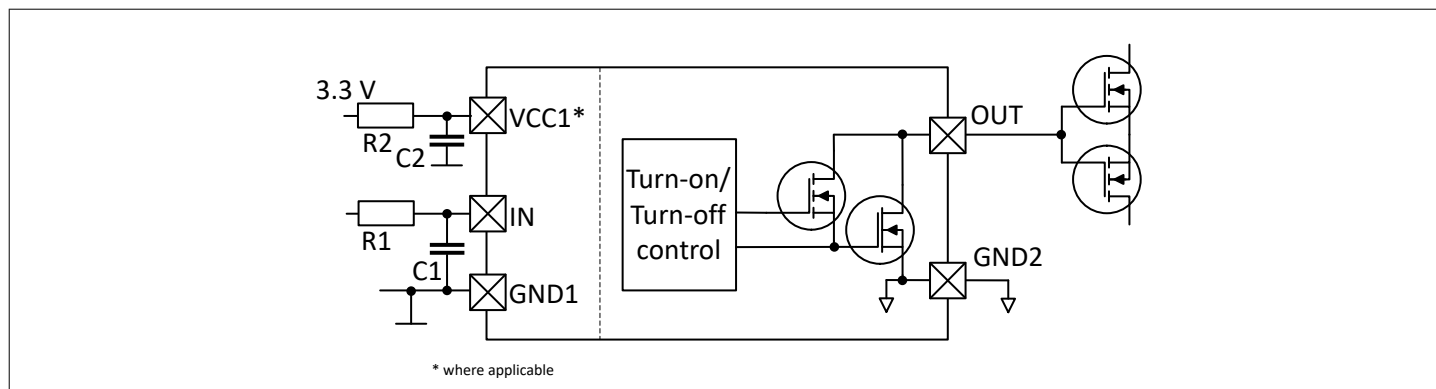 3.3 V
VCC1*
R2
C2
OUT
Turn-on/
Turn-off
control
IN
R1
C1
GND1
GND2
* where applicable